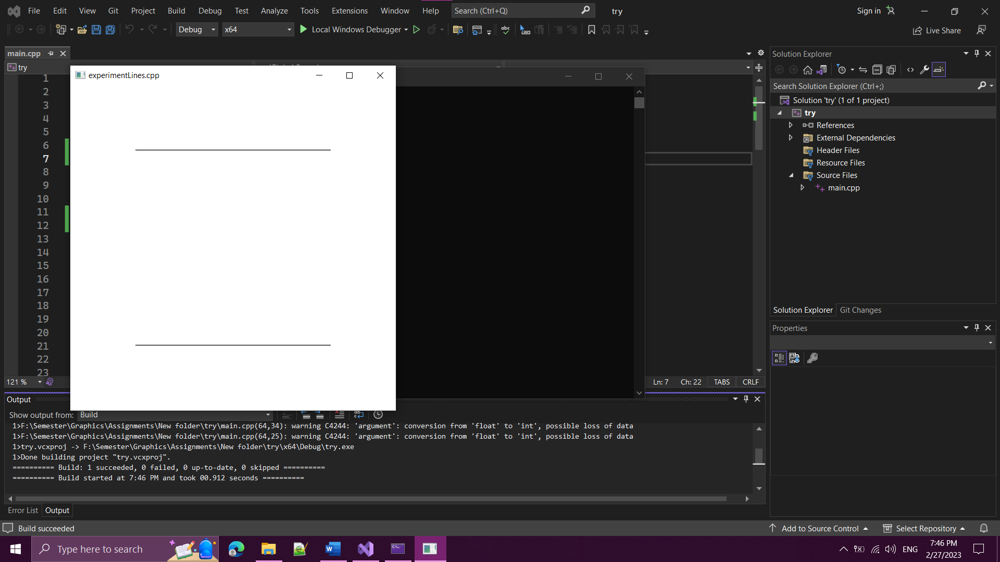 File Edit View Git Project Build Debug Test Analyze Tools Extensions Window Help Search (Ctrl+Q) try Sign in
Debug x64 Local Windows Debugger Live Share
main.cpp
try
experimentLines.cpp
1
2
3
4
5
6
7
8
9
10
11
12
13
14
15
16
17
18
19
20
21
22
23
121 % Ln: 7 Ch: 22 TABS CRLF
Output
Show output from: Build
1>F:\Semester\Graphics\Assignments\New folder\try\main.cpp(64,34): warning C4244: 'argument': conversion from 'float' to 'int', possible loss of data
1>F:\Semester\Graphics\Assignments\New folder\try\main.cpp(64,25): warning C4244: 'argument': conversion from 'float' to 'int', possible loss of data
1>try.vcxproj -> F:\Semester\Graphics\Assignments\New folder\try\x64\Debug\try.exe
1>Done building project "try.vcxproj".
========== Build: 1 succeeded, 0 failed, 0 up-to-date, 0 skipped ==========
========== Build started at 7:46 PM and took 00.912 seconds ==========
Error List Output
Solution Explorer
Search Solution Explorer (Ctrl+;)
Solution 'try' (1 of 1 project)
try
References
External Dependencies
Header Files
Resource Files
Source Files
main.cpp
Solution Explorer Git Changes
Properties
Build succeeded Add to Source Control Select Repository
Type here to search ENG 7:46 PM
2/27/2023